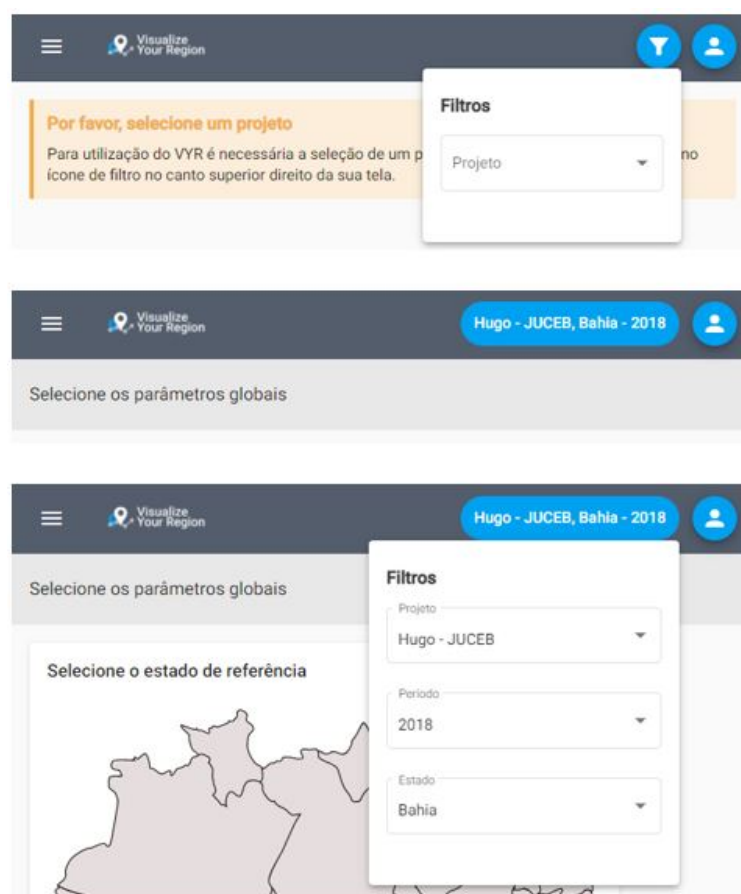 Visualize
Your Region
Filtros
Projeto
Por favor, selecione um projeto
Para utilização do VYR é necessária a seleção de um p no
ícone de filtro no canto superior direito da sua tela.
Visualize
Your Region
Hugo - JUCEB, Bahia - 2018
Selecione os parâmetros globais
Visualize
Your Region
Hugo - JUCEB, Bahia - 2018
Selecione os parâmetros globais
Filtros
Projeto
Hugo - JUCEB
Período
2018
Estado
Bahia
Selecione o estado de referência